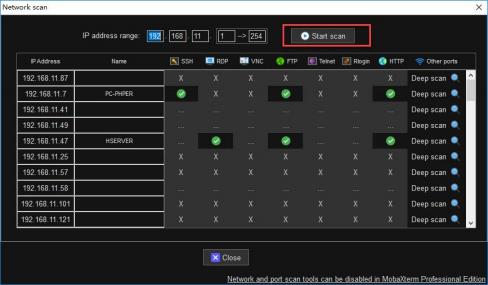 Network scan
IP address range: 192 . 168 . 11 . 1 --> 254 Start scan
IP Address Name SSH RDP VNC FTP Telnet Rlogin HTTP Other ports
192.168.11.87 X X X X X X X Deep scan
192.168.11.7 PC-PHPER X X X X Deep scan
192.168.11.41 ... ... ... ... ... ... ... Deep scan
192.168.11.49 ... ... ... ... ... ... ... Deep scan
192.168.11.47 HSERVER ... ... ... ... Deep scan
192.168.11.25 X X X X X X X Deep scan
192.168.11.57 X X X X X X X Deep scan
192.168.11.58 ... ... ... ... ... ... ... Deep scan
192.168.11.101 X X X X X X X Deep scan
192.168.11.121 X X X X X X X Deep scan
Close
Network and port scan tools can be disabled in MobaXterm Professional Edition